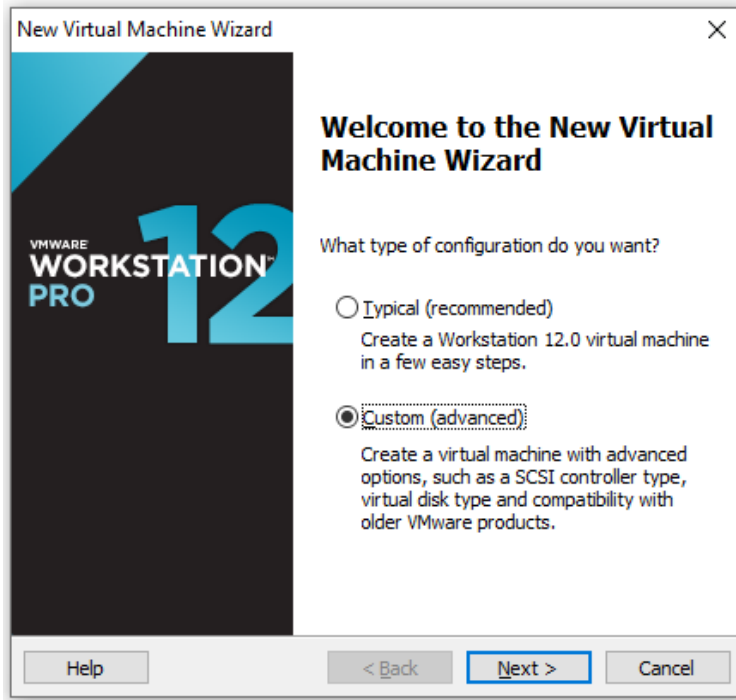 New Virtual Machine Wizard
VMWARE
WORKSTATION™
PRO
12
Welcome to the New Virtual
Machine Wizard
What type of configuration do you want?
Typical (recommended)
Create a Workstation 12.0 virtual machine
in a few easy steps.
Custom (advanced)
Create a virtual machine with advanced
options, such as a SCSI controller type,
virtual disk type and compatibility with
older VMware products.
Help
< Back
Next >
Cancel